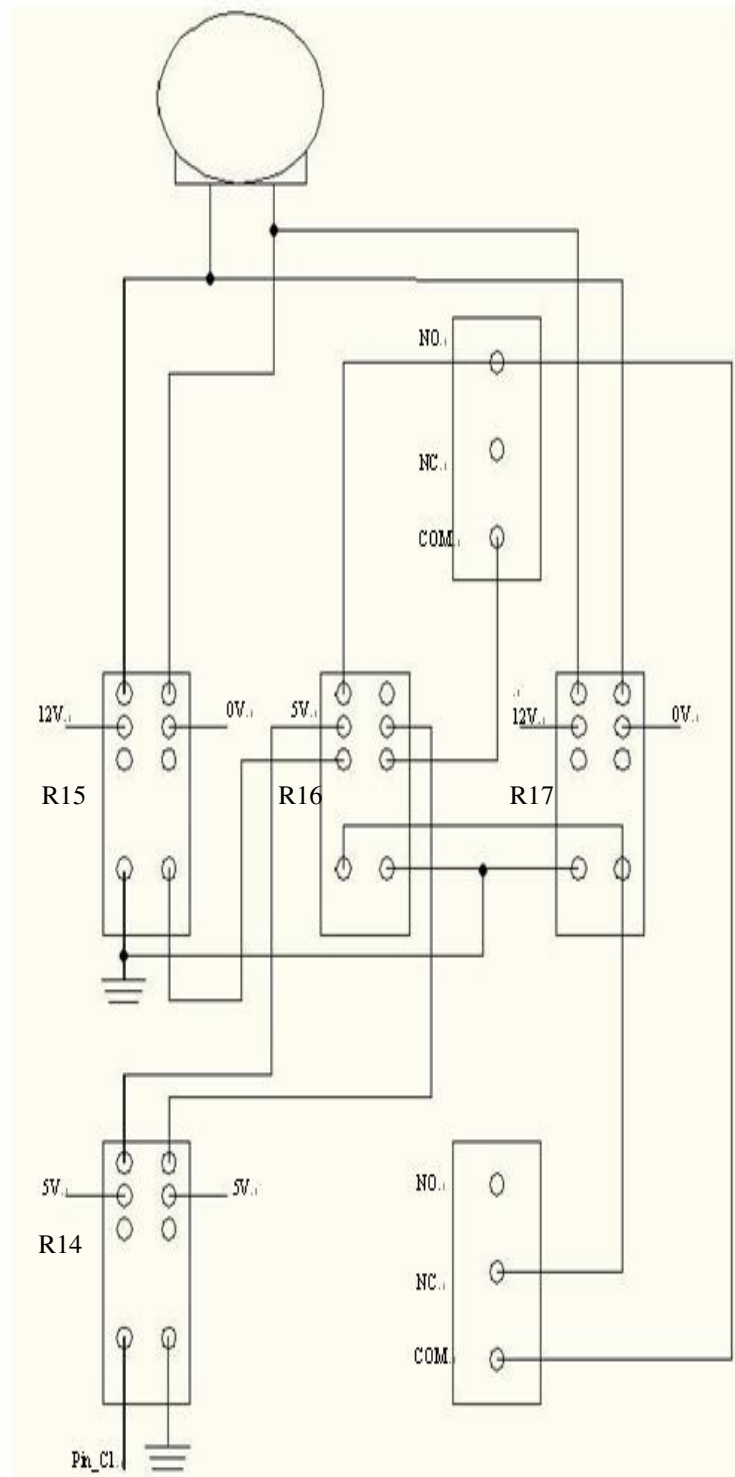 NO.
NC.
COM.
12V.
0V.
5V.
12V.
0V.
R15
R16
R17
5V.
5V.
R14
NO.
NC.
COM.
Pin_C1.